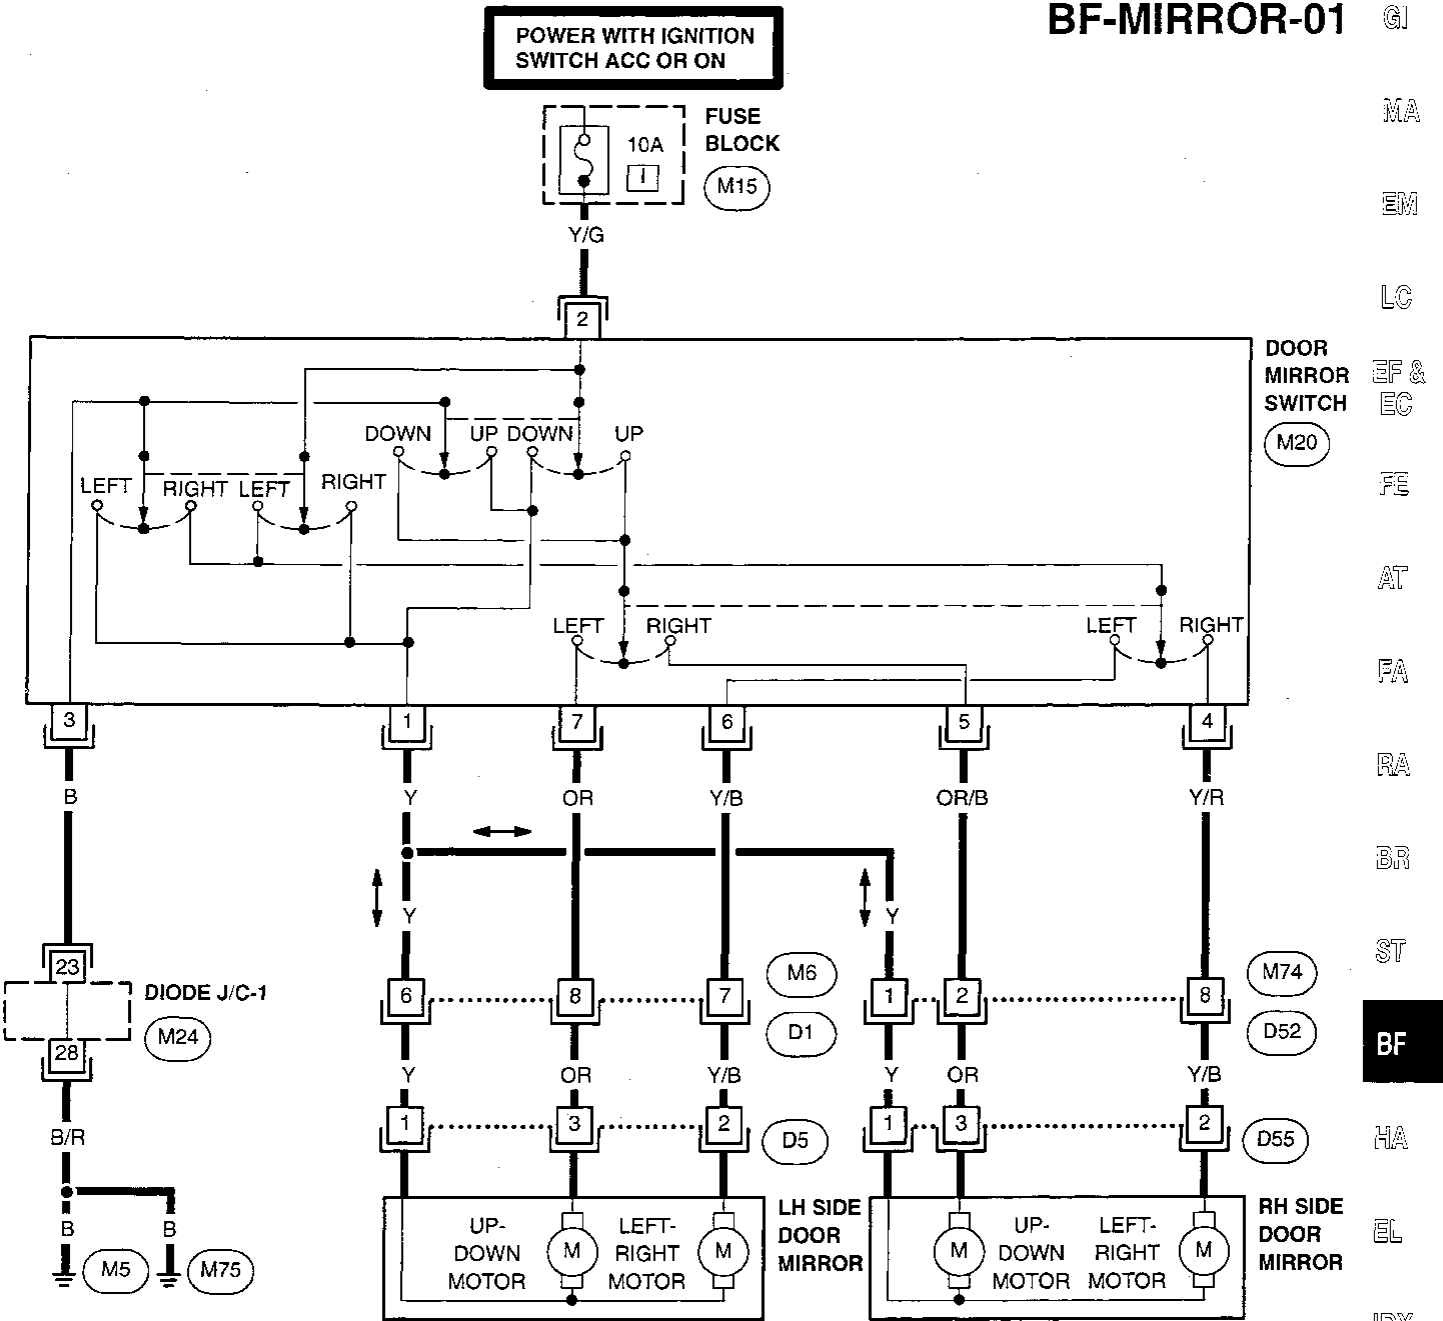 BF-MIRROR-01
GI
POWER WITH IGNITION
SWITCH ACC OR ON
FUSE
BLOCK
10A
I
M15
MA
EM
Y/G
2
LC
DOOR
MIRROR
SWITCH
M20
EF &
EC
DOWN UP DOWN UP
LEFT RIGHT LEFT RIGHT
FE
AT
LEFT RIGHT LEFT RIGHT
FA
3 1 7 6 5 4
RA
B Y OR Y/B OR/B Y/R
BR
Y Y
ST
23
DIODE J/C-1
M24
28
6 8 7 M6 1 2 8 M74
D1 D52
BF
Y OR Y/B Y OR Y/B
B/R
1 3 2 D5 1 3 2 D55
HA
B B
M5 M75
UP-
DOWN
MOTOR
M
LEFT-
RIGHT
MOTOR
M
LH SIDE
DOOR
MIRROR
M
UP-
DOWN
MOTOR
LEFT-
RIGHT
MOTOR
M
RH SIDE
DOOR
MIRROR
EL